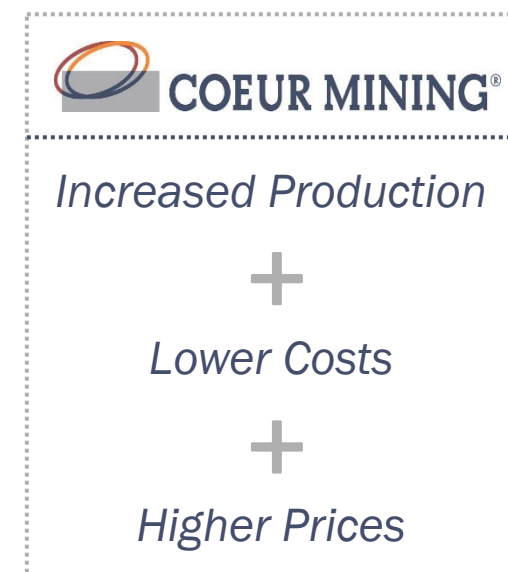 COEUR MINING®
Increased Production
+
Lower Costs
+
Higher Prices